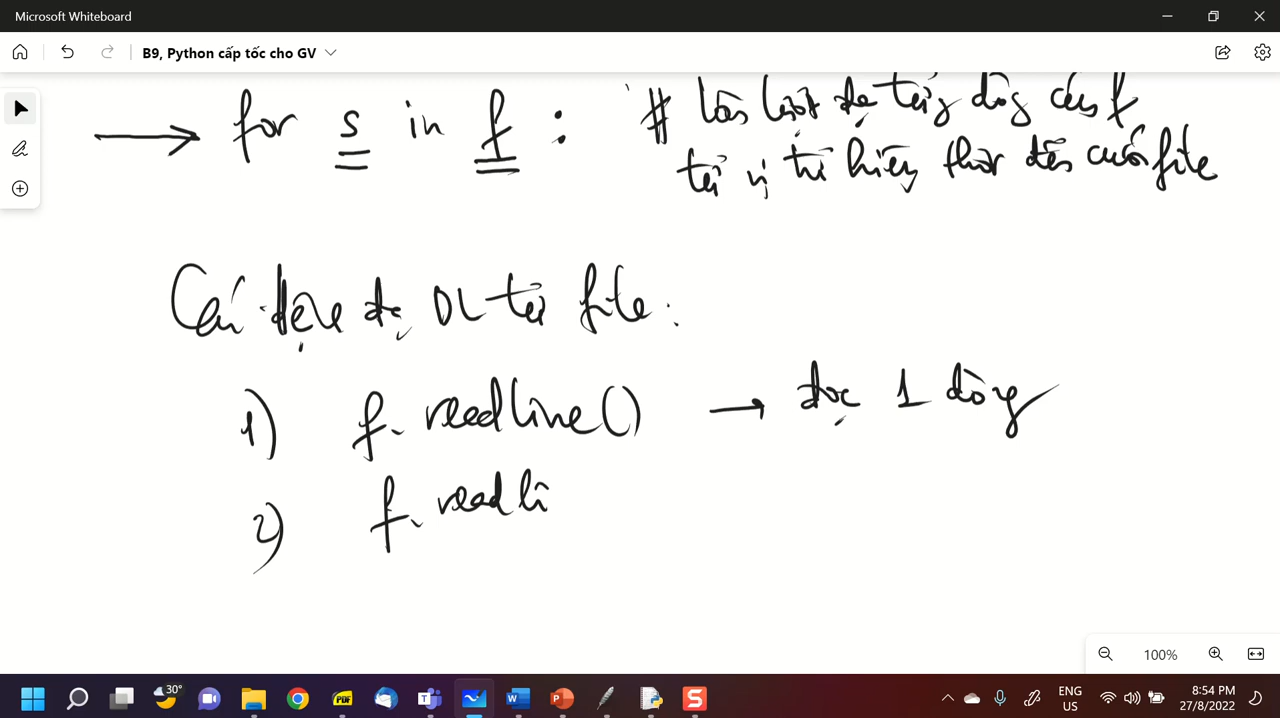 Microsoft Whiteboard
B9, Python cấp tốc cho GV
→ for s in f : # lần lượt đọc từng dòng của f
từ vị trí hiện thời đến cuối file
Các lệnh đọc DL từ file:
1) f.readline() → đọc 1 dòng
2) f.readli
100%
30°
PDF
ENG
US
8:54 PM
27/8/2022